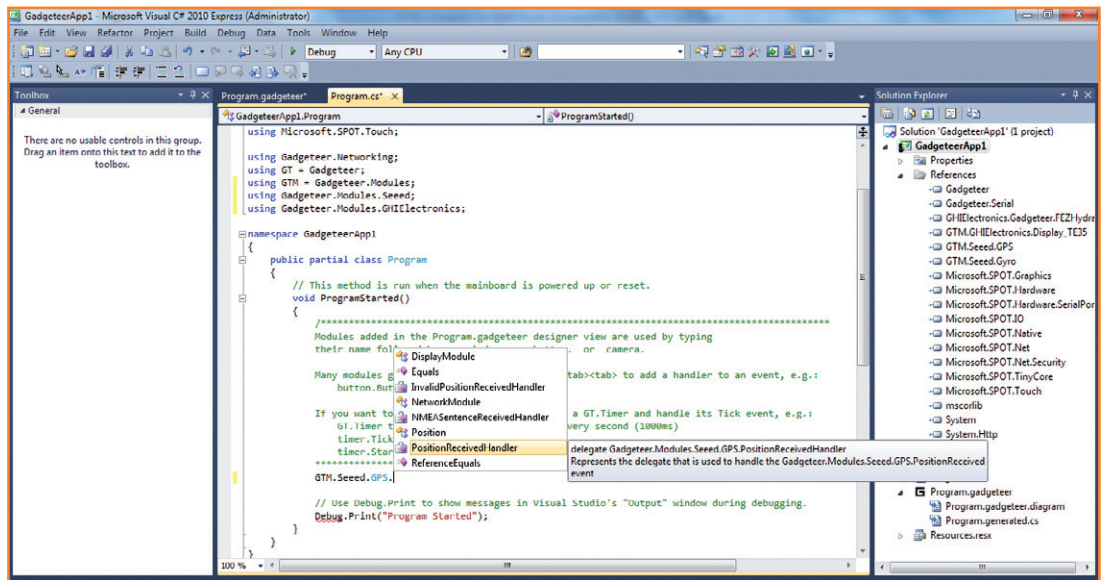 GadgeteerApp1 - Microsoft Visual C# 2010 Express (Administrator)
File Edit View Refactor Project Build Debug Data Tools Window Help
Debug Any CPU
Toolbox
General
There are no usable controls in this group.
Drag an item onto this text to add it to the
toolbox.
Program.gadgeteer* Program.cs*
GadgeteerApp1.Program ProgramStarted()
using Microsoft.SPOT.Touch;
using Gadgeteer.Networking;
using GT = Gadgeteer;
using GTM = Gadgeteer.Modules;
using Gadgeteer.Modules.Seeed;
using Gadgeteer.Modules.GHIElectronics;
namespace GadgeteerApp1
{
public partial class Program
{
// This method is run when the mainboard is powered up or reset.
void ProgramStarted()
{
/*******************************************************************************************
Modules added in the Program.gadgeteer designer view are used by typing
their name or camera.
Many modules tab><tab> to add a handler to an event, e.g.:
If you want to a GT.Timer and handle its Tick event, e.g.:
GT.Timer (1000ms)
timer.Tick
DisplayModule
Equals
InvalidPositionReceivedHandler
NetworkModule
NMEASentenceReceivedHandler
Position
PositionReceivedHandler
ReferenceEquals
delegate Gadgeteer.Modules.Seeed.GPS.PositionReceivedHandler
Represents the delegate that is used to handle the Gadgeteer.Modules.Seeed.GPS.PositionReceived
event
GTM.Seeed.GPS.
// Use Debug.Print to show messages in Visual Studio's "Output" window during debugging.
Debug.Print("Program Started");
}
}
}
100 %
Solution Explorer
Solution 'GadgeteerApp1' (1 project)
GadgeteerApp1
Properties
References
Gadgeteer
Gadgeteer.Serial
GHIElectronics.Gadgeteer.FEZHydra
GTM.GHIElectronics.Display_TE35
GTM.Seeed.GPS
GTM.Seeed.Gyro
Microsoft.SPOT.Graphics
Microsoft.SPOT.Hardware
Microsoft.SPOT.Hardware.SerialPor
Microsoft.SPOT.IO
Microsoft.SPOT.Native
Microsoft.SPOT.Net
Microsoft.SPOT.Net.Security
Microsoft.SPOT.TinyCore
Microsoft.SPOT.Touch
mscorlib
System
System.Http
Program.gadgeteer
Program.gadgeteer.diagram
Program.generated.cs
Resources.resx